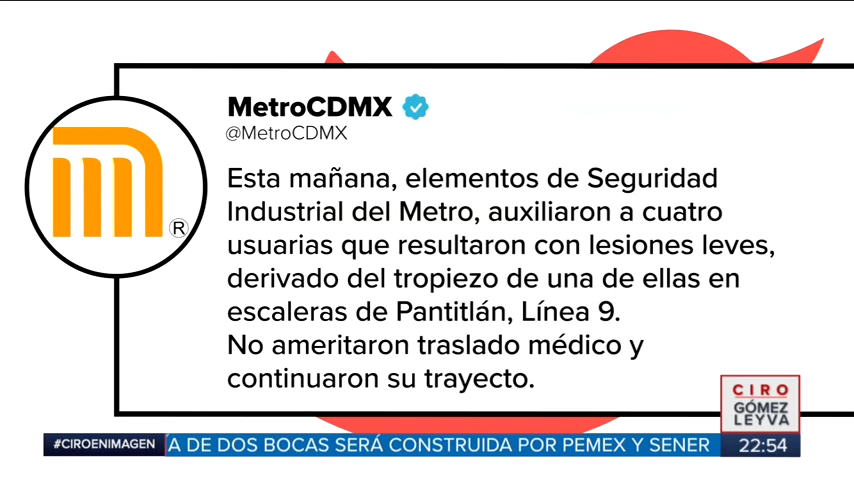 MetroCDMX
@MetroCDMX
Esta mañana, elementos de Seguridad
Industrial del Metro, auxiliaron a cuatro
usuarias que resultaron con lesiones leves,
derivado del tropiezo de una de ellas en
escaleras de Pantitlán, Línea 9.
No ameritaron traslado médico y
continuaron su trayecto.
®
CIRO
GÓMEZ
LEYVA
#CIROENIMAGEN
A DE DOS BOCAS SERÁ CONSTRUIDA POR PEMEX Y SENER
22:54